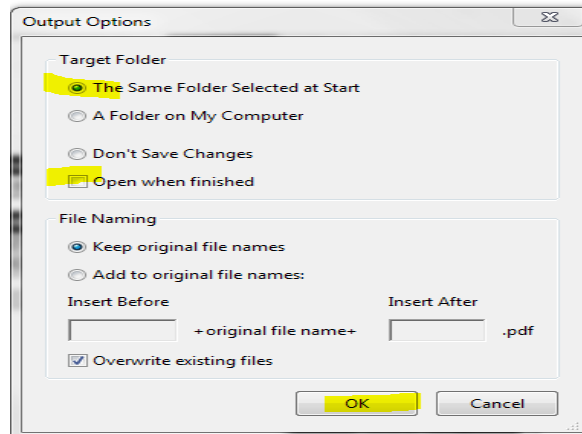 Output Options
Target Folder
The Same Folder Selected at Start
A Folder on My Computer
Don't Save Changes
Open when finished
File Naming
Keep original file names
Add to original file names:
Insert Before Insert After
+original file name+ .pdf
Overwrite existing files
OK Cancel